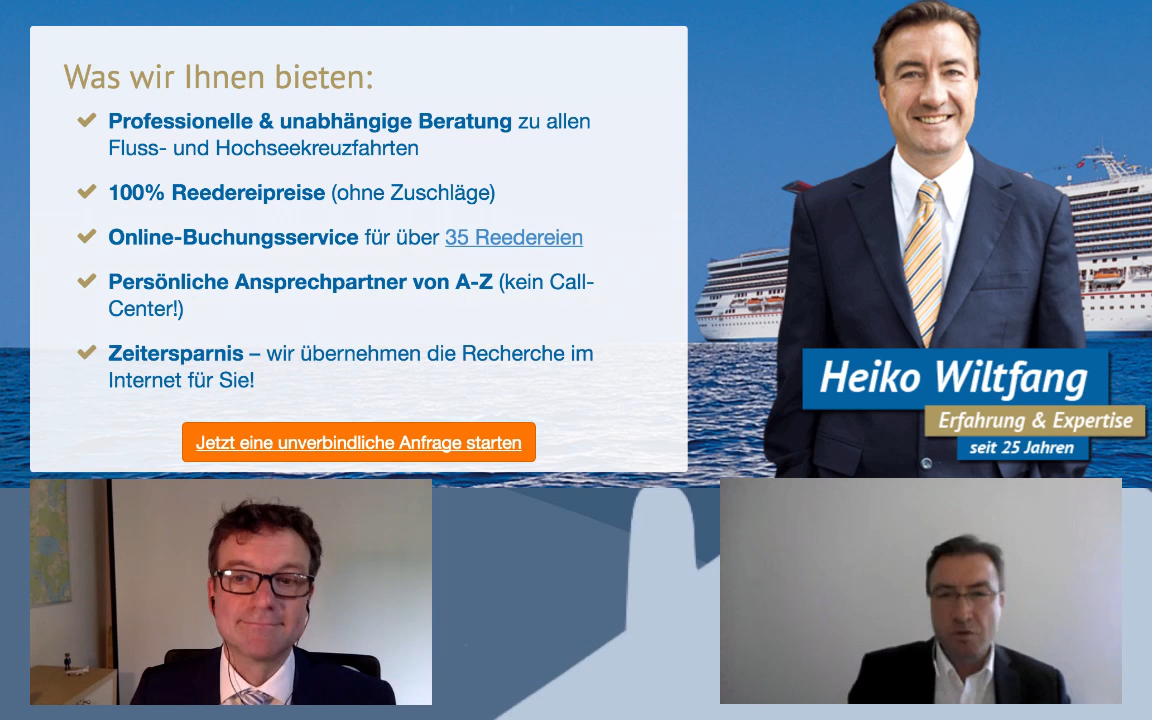 Was wir Ihnen bieten:
Professionelle & unabhängige Beratung zu allen
Fluss- und Hochseekreuzfahrten
100% Reedereipreise (ohne Zuschläge)
Online-Buchungsservice für über 35 Reedereien
Persönliche Ansprechpartner von A-Z (kein Call-
Center!)
Zeitersparnis – wir übernehmen die Recherche im
Internet für Sie!
Jetzt eine unverbindliche Anfrage starten
Heiko Wiltfang
Erfahrung & Expertise
seit 25 Jahren